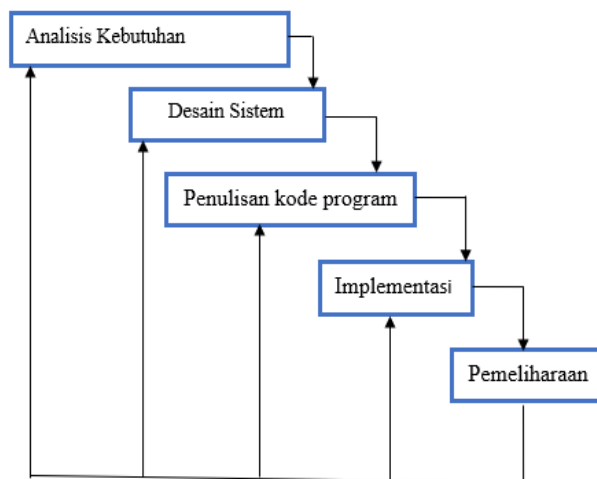 Analisis Kebutuhan
Desain Sistem
Penulisan kode program
Implementasi
Pemeliharaan